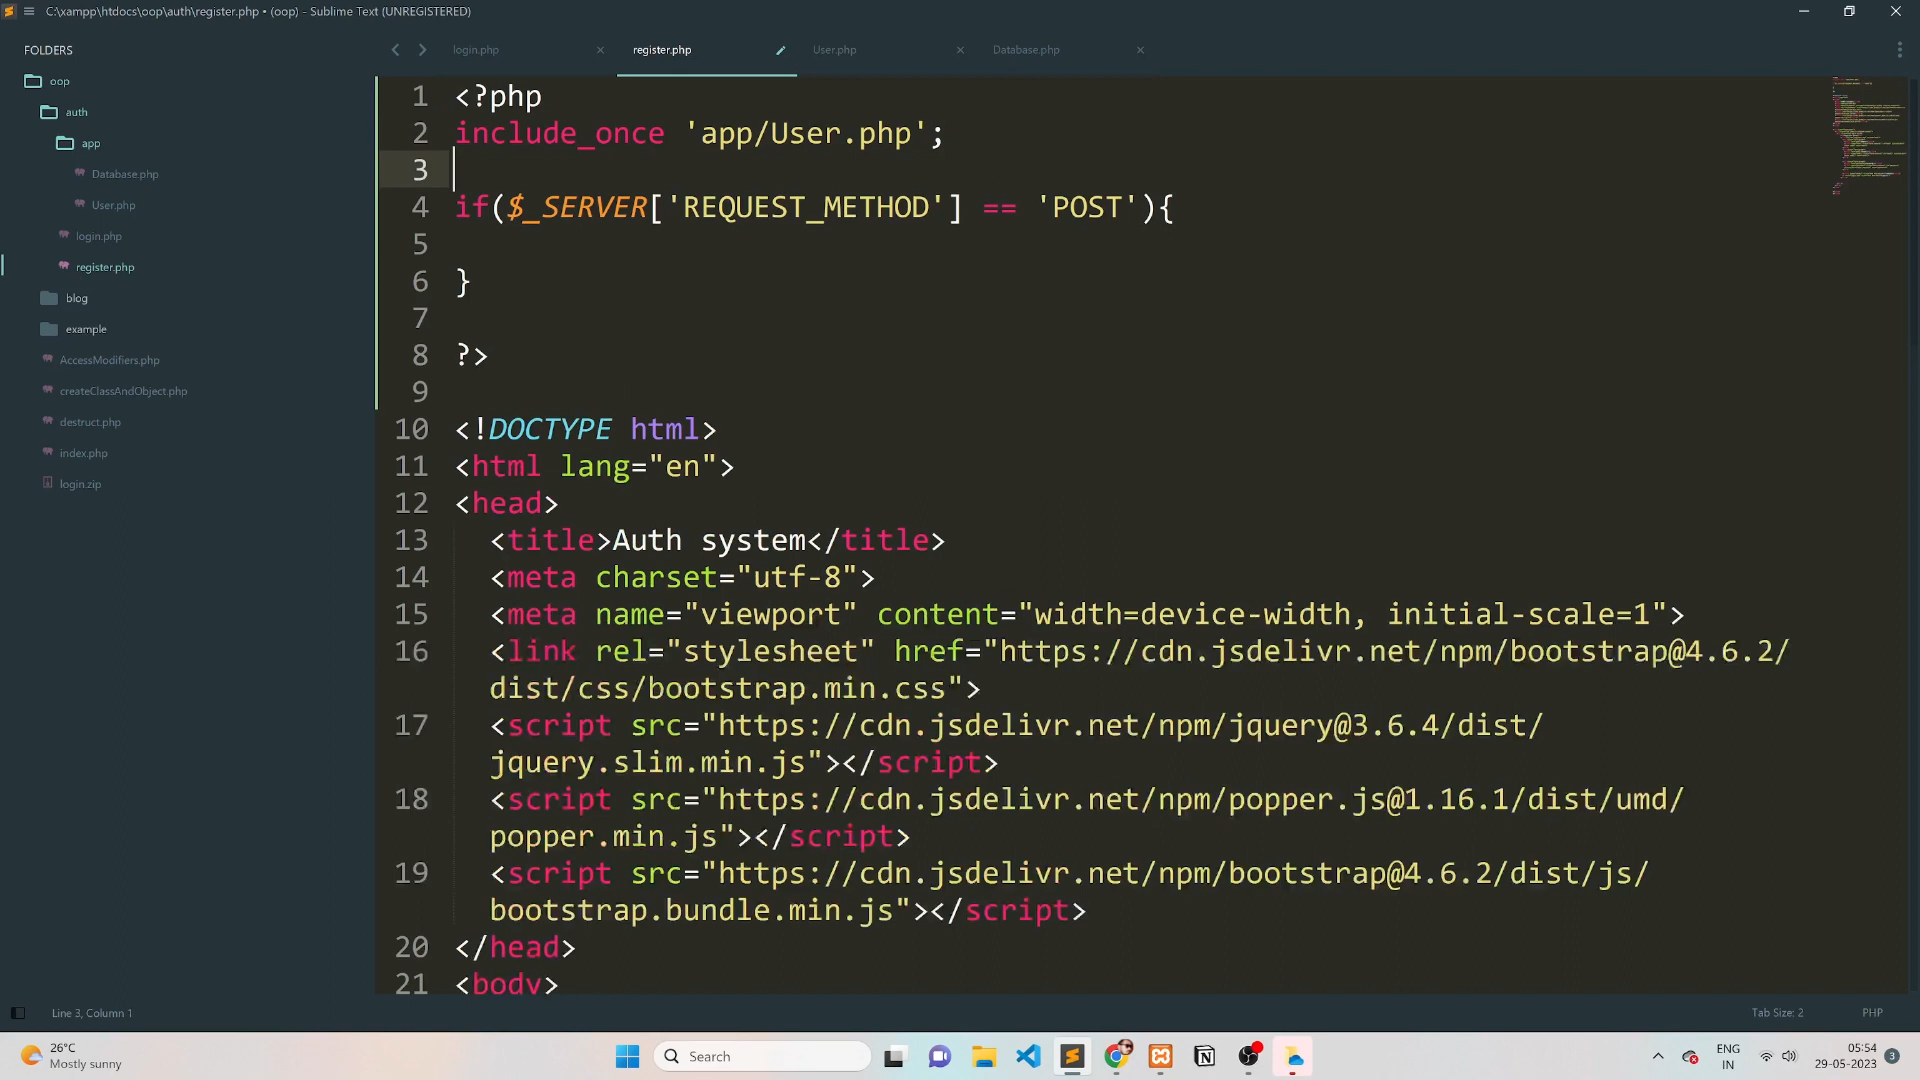 C:\xampp\htdocs\oop\auth\register.php • (oop) - Sublime Text (UNREGISTERED)
FOLDERS
oop
auth
app
Database.php
User.php
login.php
register.php
blog
example
AccessModifiers.php
createClassAndObject.php
destruct.php
index.php
login.zip
login.php
register.php
User.php
Database.php
1 <?php
2 include_once 'app/User.php';
3
4 if($_SERVER['REQUEST_METHOD'] == 'POST'){
5
6 }
7
8 ?>
9
10 <!DOCTYPE html>
11 <html lang="en">
12 <head>
13 <title>Auth system</title>
14 <meta charset="utf-8">
15 <meta name="viewport" content="width=device-width, initial-scale=1">
16 <link rel="stylesheet" href="https://cdn.jsdelivr.net/npm/bootstrap@4.6.2/
dist/css/bootstrap.min.css">
17 <script src="https://cdn.jsdelivr.net/npm/jquery@3.6.4/dist/
jquery.slim.min.js"></script>
18 <script src="https://cdn.jsdelivr.net/npm/popper.js@1.16.1/dist/umd/
popper.min.js"></script>
19 <script src="https://cdn.jsdelivr.net/npm/bootstrap@4.6.2/dist/js/
bootstrap.bundle.min.js"></script>
20 </head>
21 <body>
Line 3, Column 1
Tab Size: 2
PHP
26°C
Mostly sunny
Search
ENG
IN
05:54
29-05-2023
3